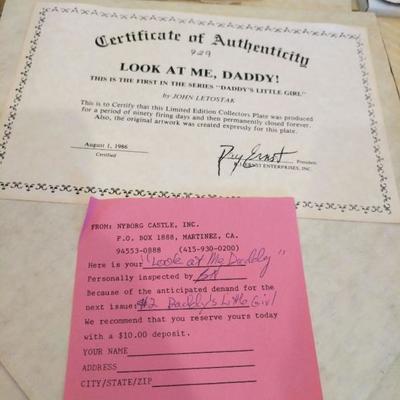 Certificate of Authenticity
929
LOOK AT ME, DADDY!
THIS IS THE FIRST IN THE SERIES "DADDY'S LITTLE GIRL"
by JOHN LETOSTAK
This is to Certify that this Limited Edition Collectors Plate was produced
for a period of ninety firing days and then permanently closed forever.
Also, the original artwork was created expressly for this plate.
August 1, 1986
Certified
Ray Ernst President
ERNST ENTERPRISES, INC.
FROM: NYBORG CASTLE, INC.
P.O. BOX 1888, MARTINEZ, CA.
94553-0888 (415-930-0200)
Here is your "Look at Me Daddy"
Personally inspected by
Because of the anticipated demand for the
next issue: #2 Daddy's Little Girl
We recommend that you reserve yours today
with a $10.00 deposit.
YOUR NAME
ADDRESS
CITY/STATE/ZIP